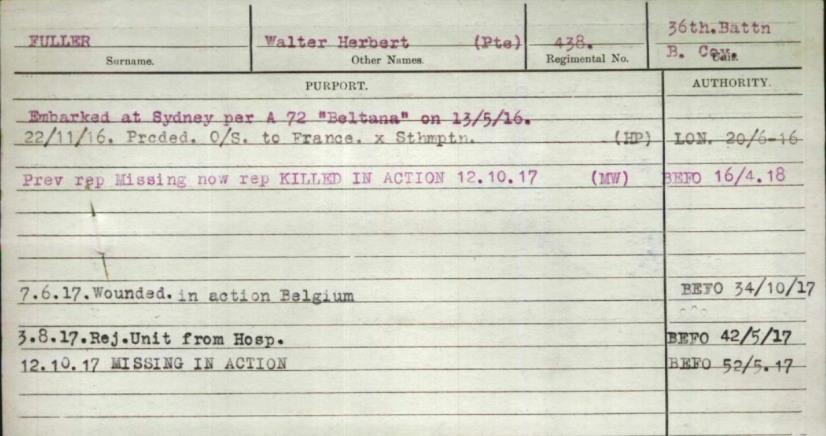 FULLER Walter Herbert (Pte) 438. 36th.Battn
B. Coy.
Surname. Other Names. Regimental No. Unit.
PURPORT. AUTHORITY.
Embarked at Sydney per A 72 "Beltana" on 13/5/16.
22/11/16. Prcded. O/S. to France. x Sthmptn. (HP) LON. 20/6-16
Prev rep Missing now rep KILLED IN ACTION 12.10.17 (MW) BEFO 16/4.18
7.6.17.Wounded.in action Belgium BEFO 34/10/17
3.8.17.Rej.Unit from Hosp. BEFO 42/5/17
12.10.17 MISSING IN ACTION BEFO 52/5.17